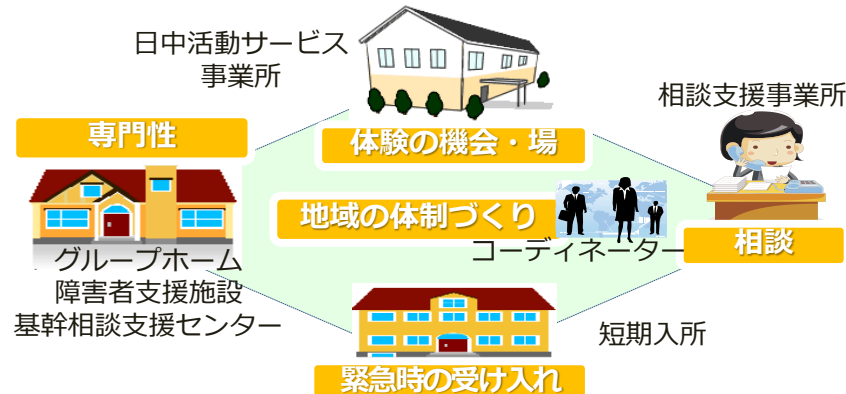 日中活動サービス
事業所
相談支援事業所
専門性
体験の機会・場
地域の体制づくり
コーディネーター
相談
グループホーム
障害者支援施設
基幹相談支援センター
短期入所
緊急時の受け入れ